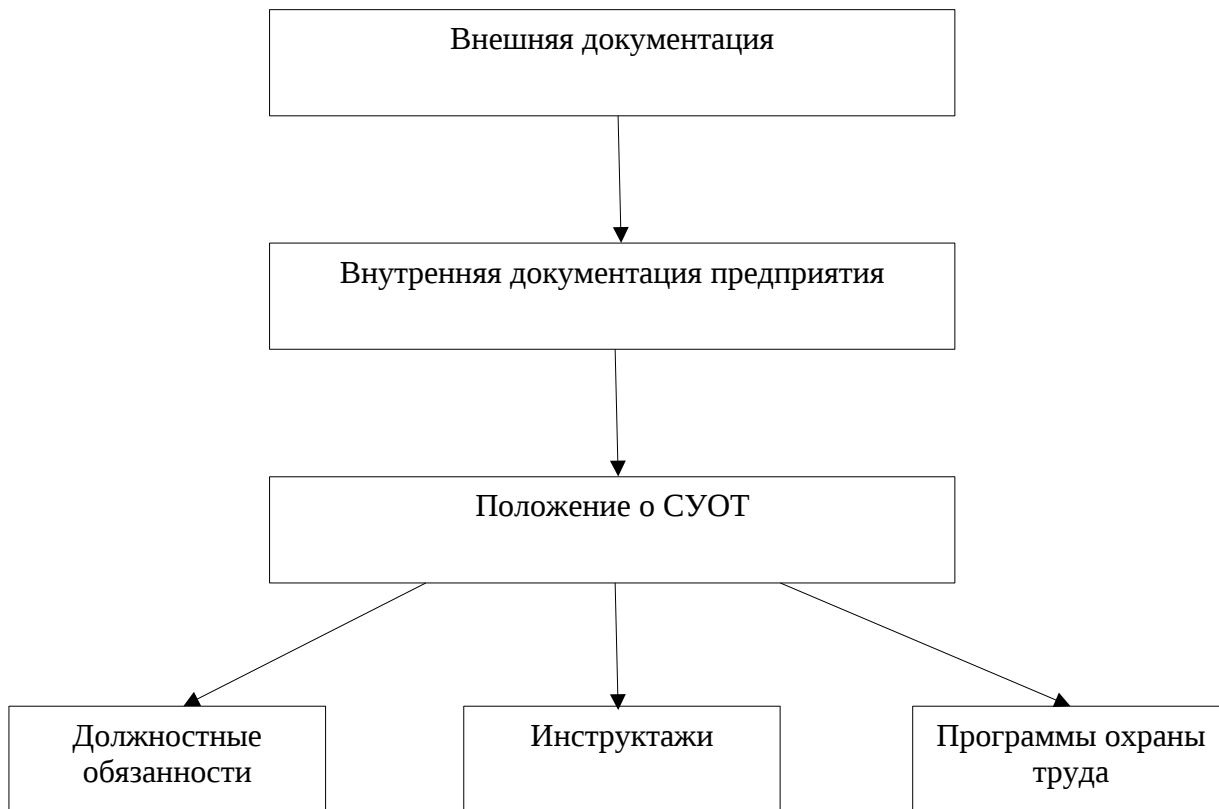 Внешняя документация
Внутренняя документация предприятия
Положение о СУОТ
Должностные
обязанности
Инструктажи
Программы охраны
труда